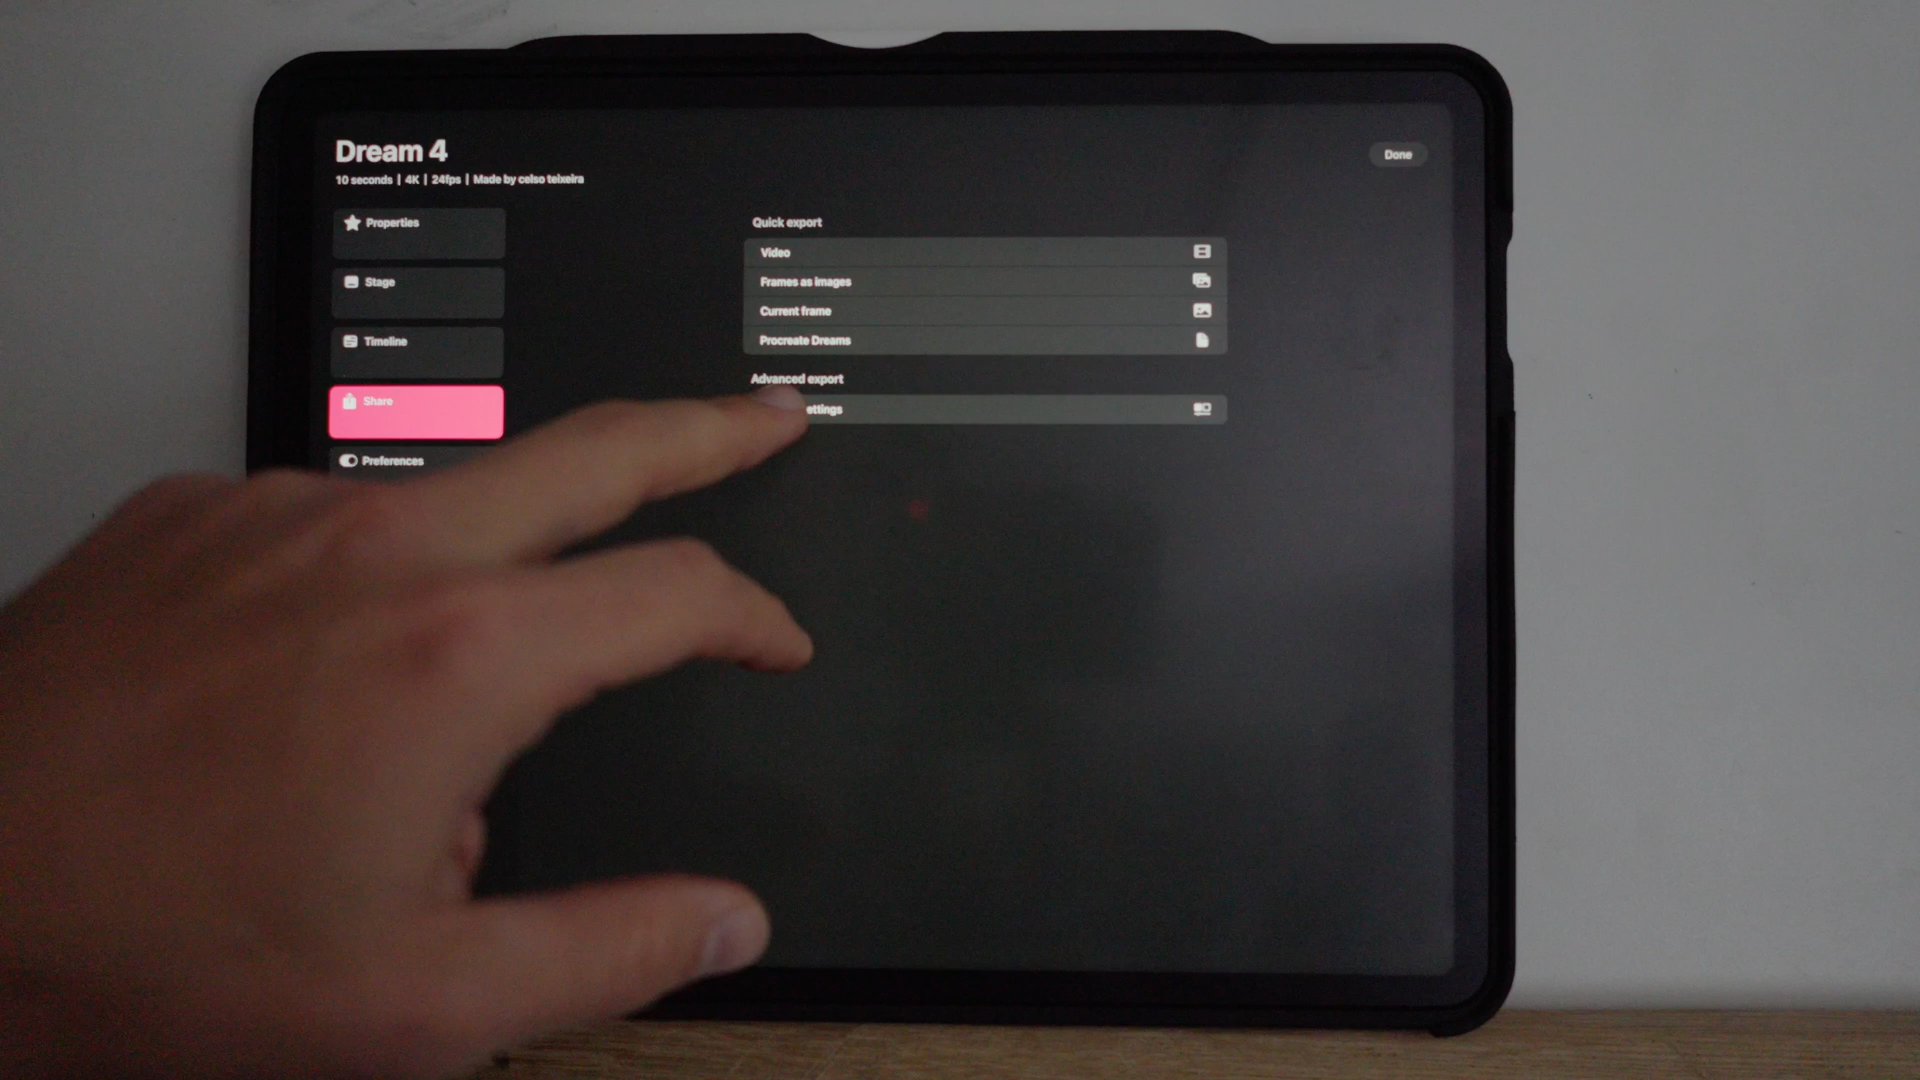 Dream 4
10 seconds | 4K | 24fps | Made by celso teixeira
Done
Properties
Stage
Timeline
Share
Preferences
Quick export
Video
Frames as images
Current frame
Procreate Dreams
Advanced export
ettings